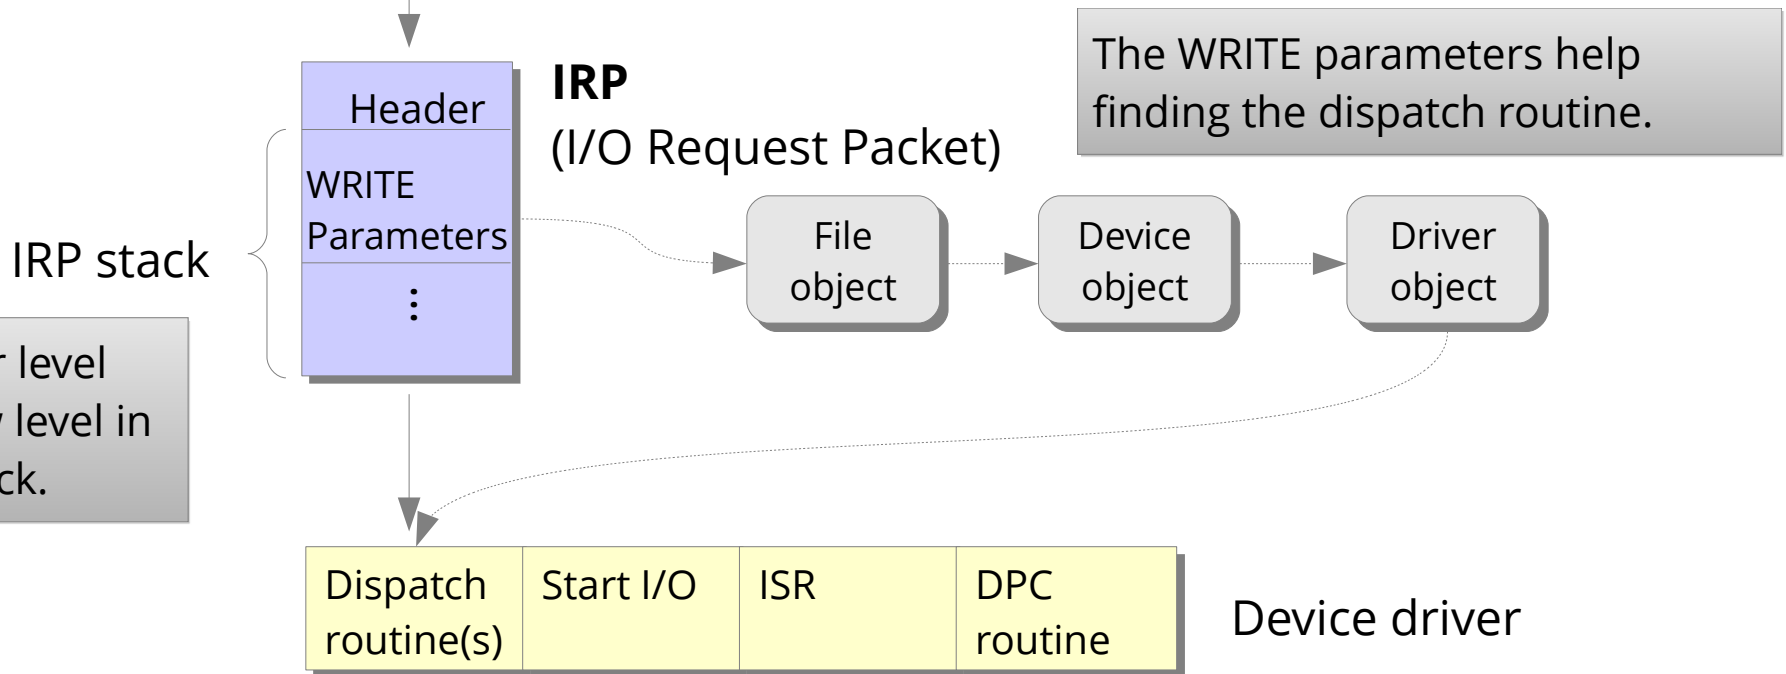 The WRITE parameters help
finding the dispatch routine.
IRP
(I/O Request Packet)
Header
WRITE
Parameters
⋮
IRP stack
File
object
Device
object
Driver
object
level
level in
Dispatch
routine(s)
Start I/O
ISR
DPC
routine
Device driver